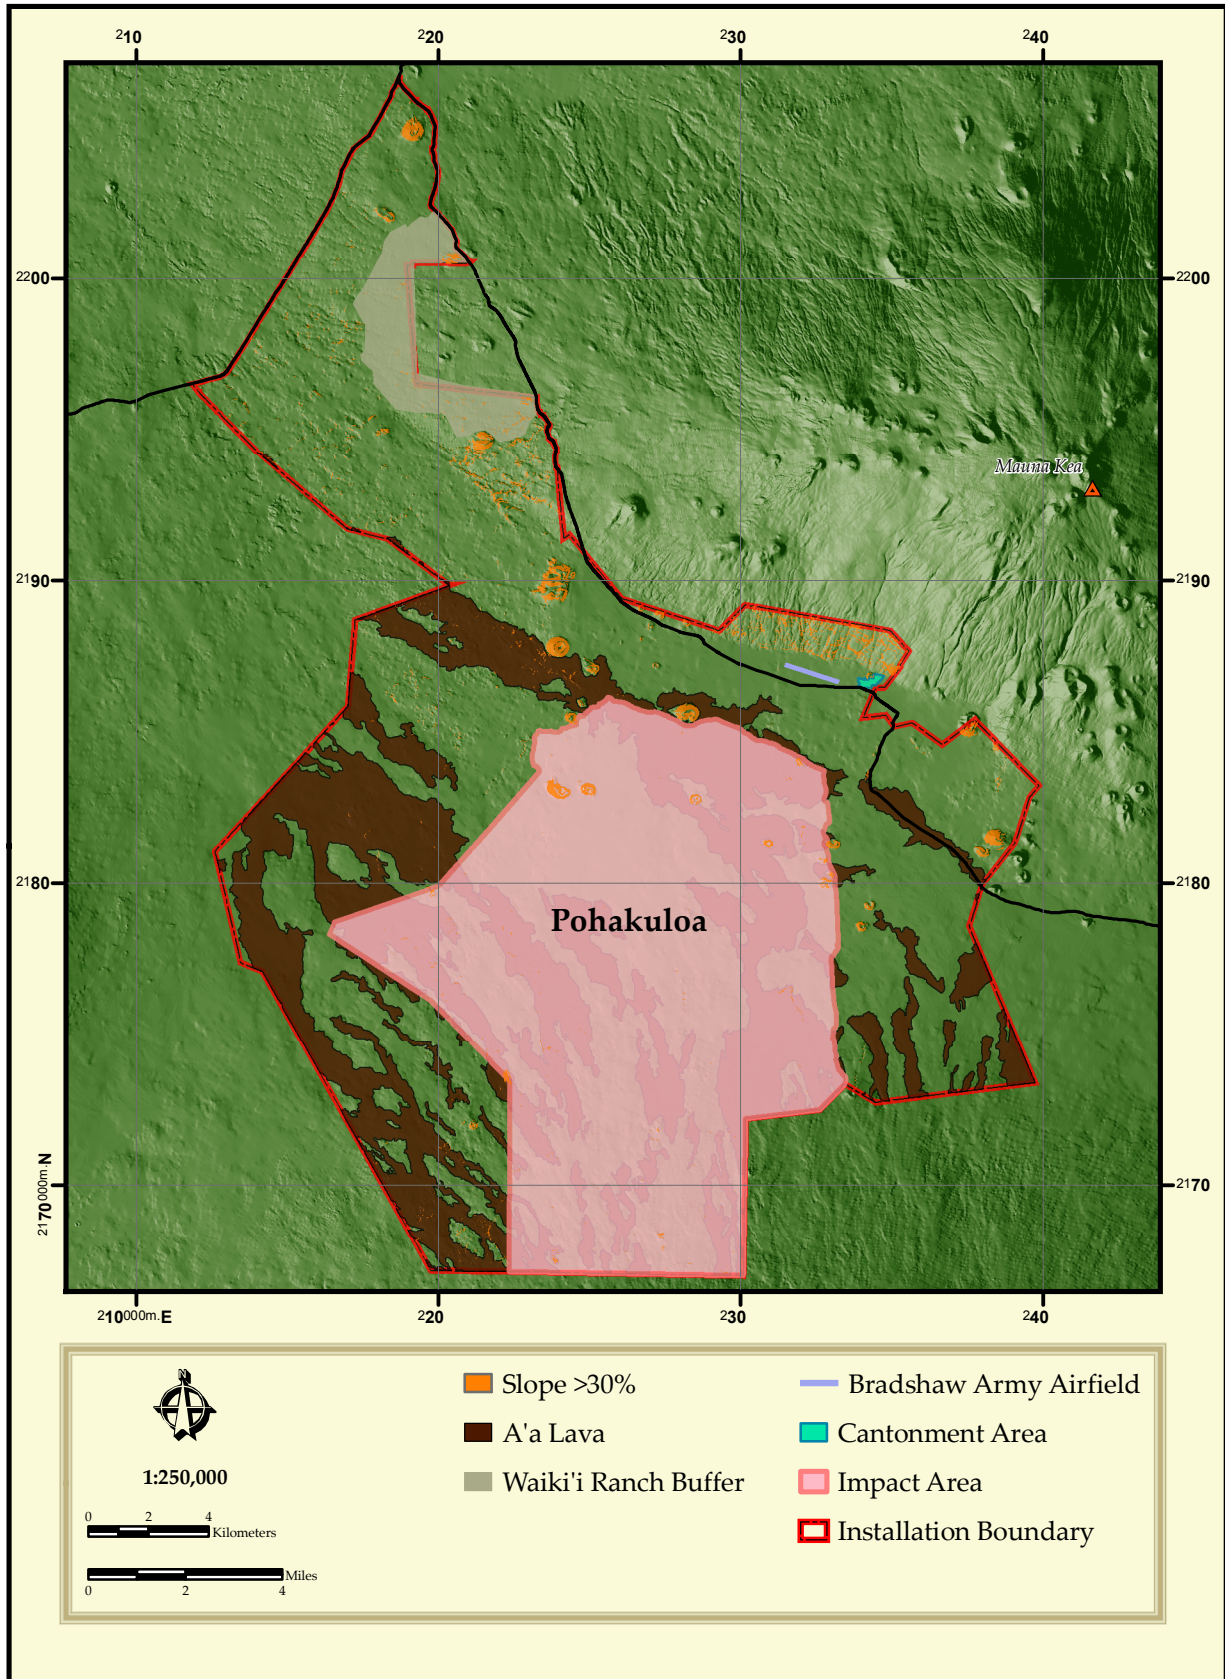 210 220 230 240
2200 2200
Mauna Kea
2190 2190
2180 2180
Pohakuloa
2170000m.N 2170
210000m.E 220 230 240
N
1:250,000
0 2 4
Kilometers
Miles
0 2 4
Slope >30%
A'a Lava
Waiki'i Ranch Buffer
Bradshaw Army Airfield
Cantonment Area
Impact Area
Installation Boundary